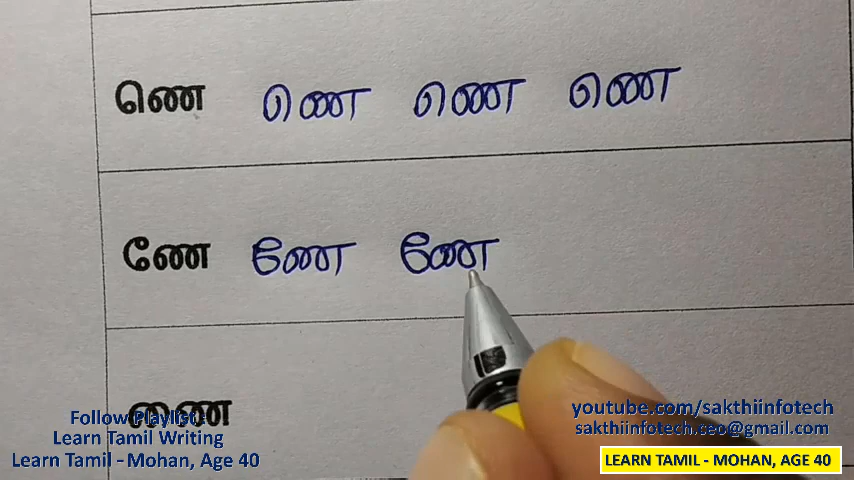 ணெ ணெ ணெ ணெ
ணே ணே ணே
ணை
Follow Playlist :
Learn Tamil Writing
Learn Tamil - Mohan, Age 40
youtube.com/sakthiinfotech
sakthiinfotech.ceo@gmail.com
LEARN TAMIL - MOHAN, AGE 40